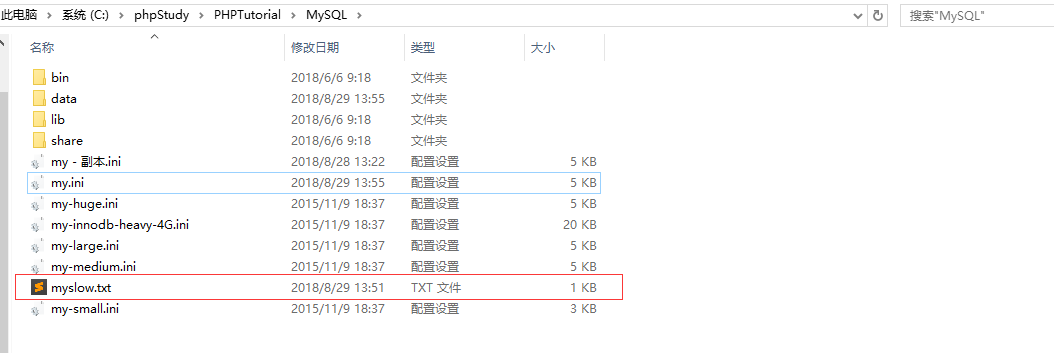 此电脑 > 系统 (C:) > phpStudy > PHPTutorial > MySQL > 搜索"MySQL"
名称 修改日期 类型 大小
bin 2018/6/6 9:18 文件夹
data 2018/8/29 13:55 文件夹
lib 2018/6/6 9:18 文件夹
share 2018/6/6 9:18 文件夹
my - 副本.ini 2018/8/28 13:22 配置设置 5 KB
my.ini 2018/8/29 13:55 配置设置 5 KB
my-huge.ini 2015/11/9 18:37 配置设置 5 KB
my-innodb-heavy-4G.ini 2015/11/9 18:37 配置设置 20 KB
my-large.ini 2015/11/9 18:37 配置设置 5 KB
my-medium.ini 2015/11/9 18:37 配置设置 5 KB
myslow.txt 2018/8/29 13:51 TXT 文件 1 KB
my-small.ini 2015/11/9 18:37 配置设置 3 KB